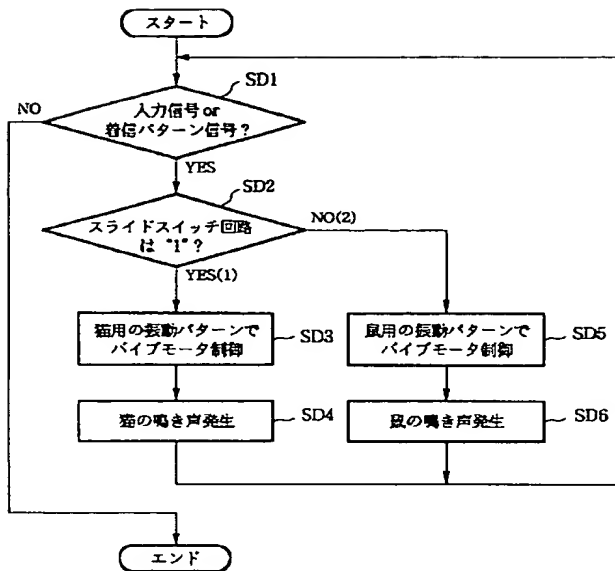 スタート
SD1
NO
入力信号 or
着信パターン信号？
YES
SD2
スライドスイッチ回路
は "1"？
NO(2)
YES(1)
猫用の振動パターンで
バイブモータ制御
SD3
鼠用の振動パターンで
バイブモータ制御
SD5
猫の鳴き声発生
SD4
鼠の鳴き声発生
SD6
エンド